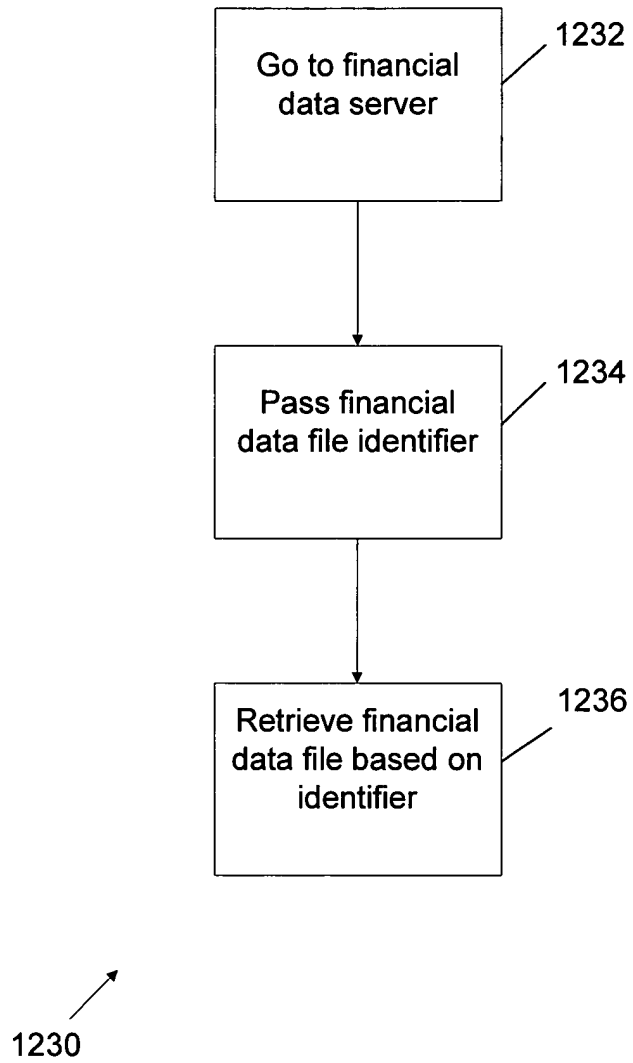 1232
Go to financial
data server
1234
Pass financial
data file identifier
1236
Retrieve financial
data file based on
identifier
1230